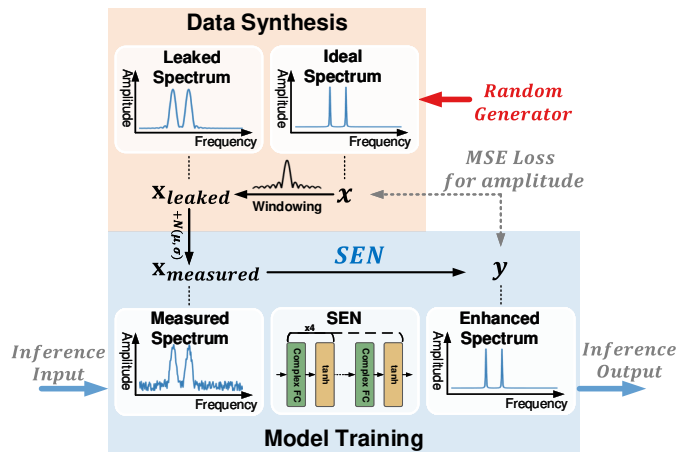 Data Synthesis
Leaked
Spectrum
Amplitude
Frequency
Ideal
Spectrum
Amplitude
Frequency
Random
Generator
MSE Loss
for amplitude
x_leaked
Windowing
x
+N(μ, σ)
x_measured
SEN
y
Measured
Spectrum
Amplitude
Frequency
SEN
x4
Complex FC
tanh
Complex FC
tanh
Enhanced
Spectrum
Amplitude
Frequency
Inference
Input
Inference
Output
Model Training